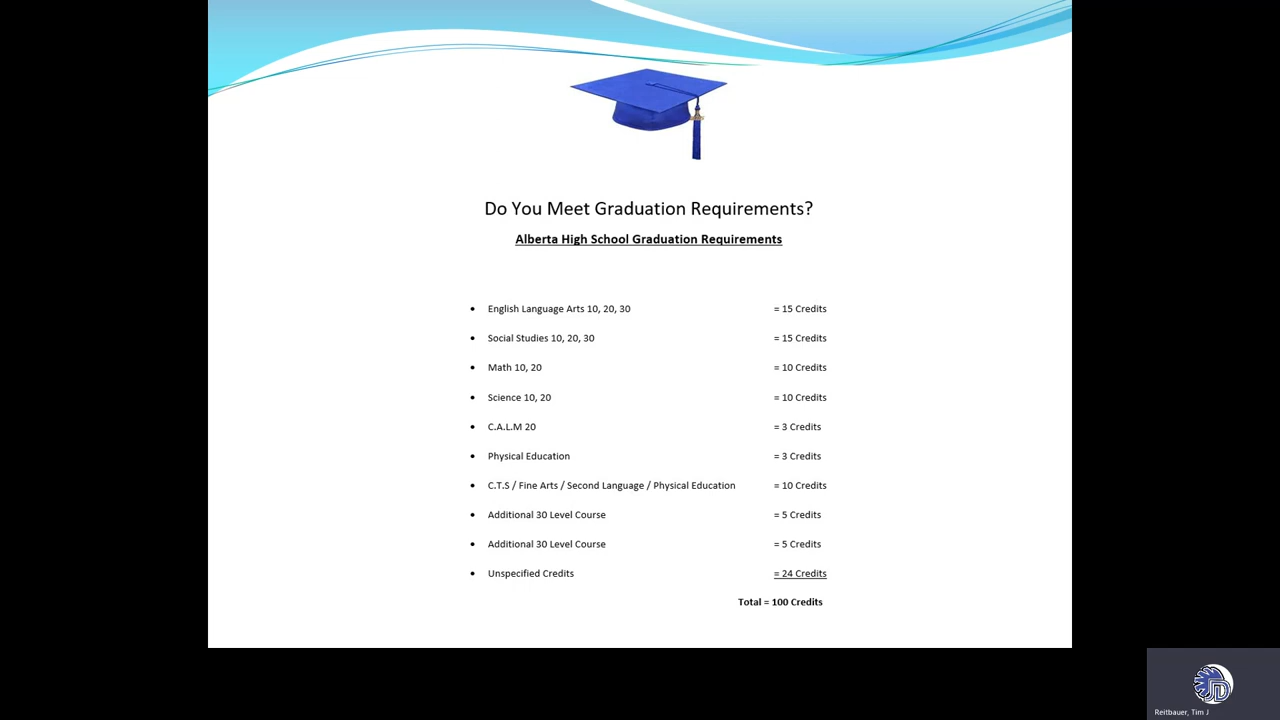 Do You Meet Graduation Requirements?
Alberta High School Graduation Requirements
• English Language Arts 10, 20, 30 = 15 Credits
• Social Studies 10, 20, 30 = 15 Credits
• Math 10, 20 = 10 Credits
• Science 10, 20 = 10 Credits
• C.A.L.M 20 = 3 Credits
• Physical Education = 3 Credits
• C.T.S / Fine Arts / Second Language / Physical Education = 10 Credits
• Additional 30 Level Course = 5 Credits
• Additional 30 Level Course = 5 Credits
• Unspecified Credits = 24 Credits
Total = 100 Credits
Reitbauer, Tim J